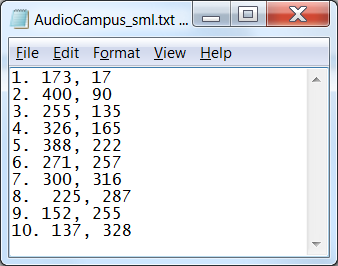 AudioCampus_sml.txt ...
File Edit Format View Help
1. 173, 17
2. 400, 90
3. 255, 135
4. 326, 165
5. 388, 222
6. 271, 257
7. 300, 316
8.  225, 287
9. 152, 255
10. 137, 328